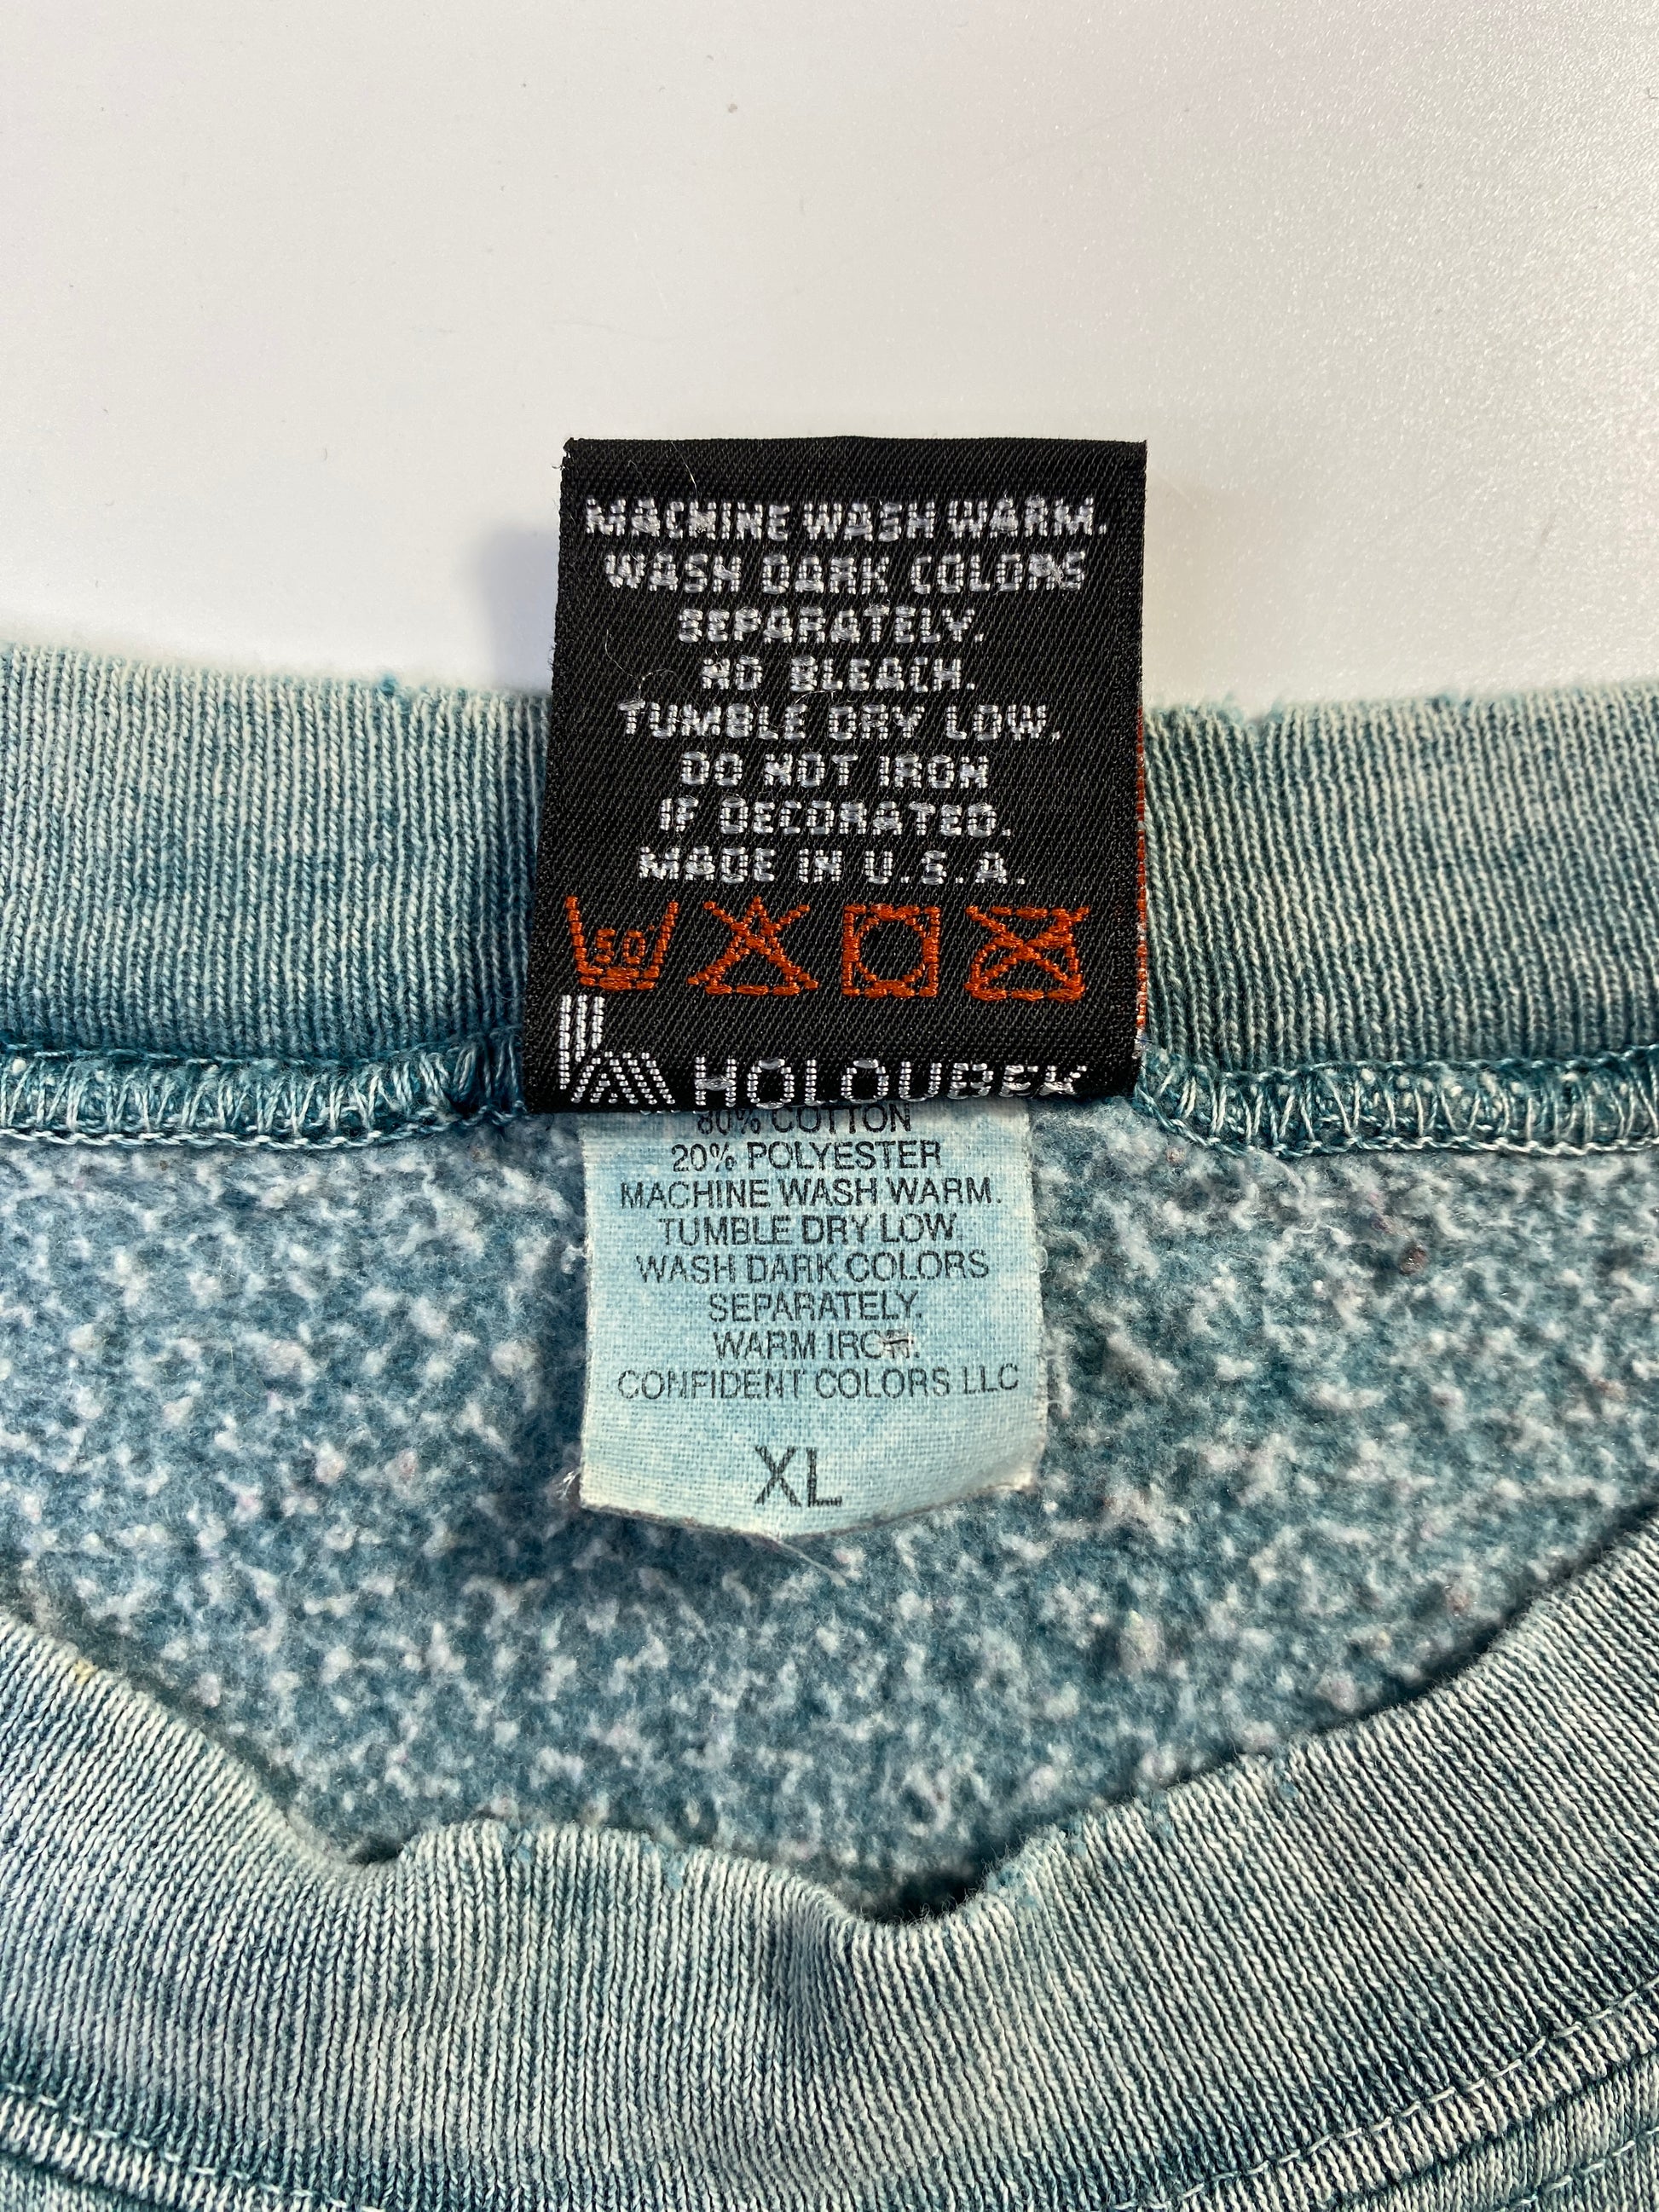 MACHINE WASH WARM.
WASH DARK COLORS
SEPARATELY.
NO BLEACH.
TUMBLE DRY LOW.
DO NOT IRON
IF DECORATED.
MADE IN U.S.A.
50°
HOLOUBEK
80% COTTON
20% POLYESTER
MACHINE WASH WARM.
TUMBLE DRY LOW.
WASH DARK COLORS
SEPARATELY.
WARM IRON.
CONFIDENT COLORS LLC
XL